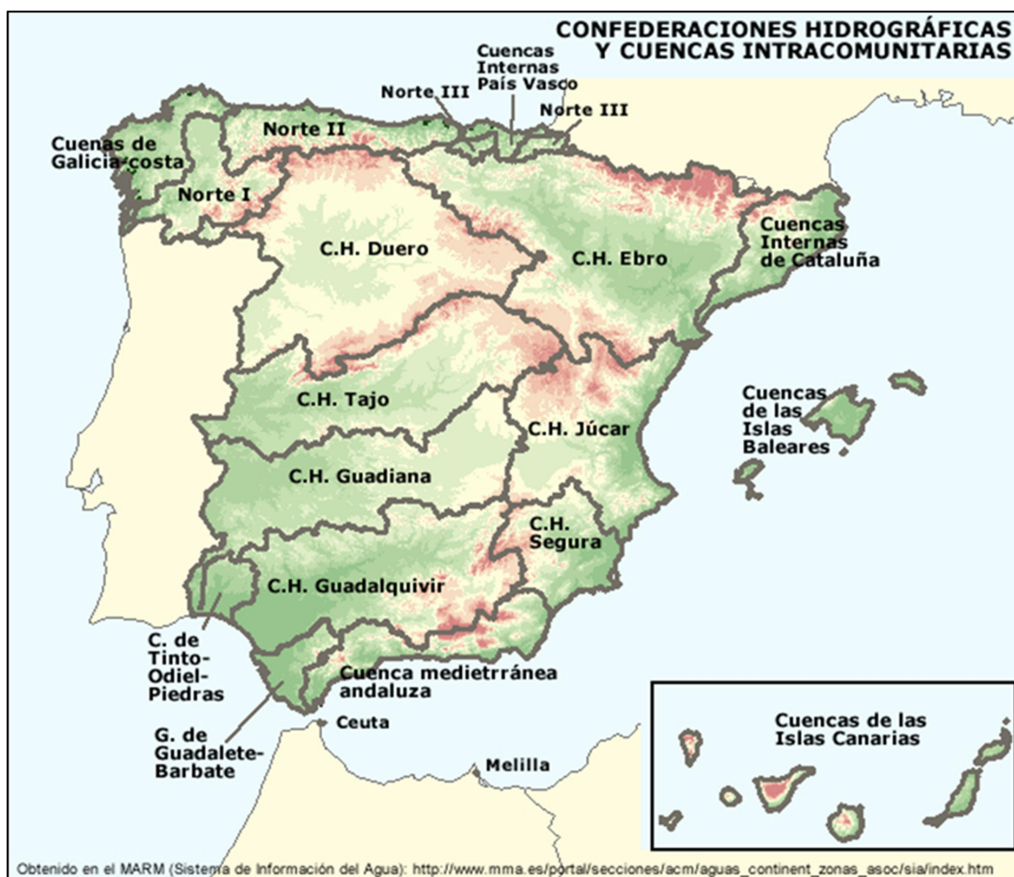 CONFEDERACIONES HIDROGRÁFICAS
Y CUENCAS INTRACOMUNITARIAS
Cuencas
Internas
País Vasco
Norte III
Norte III
Norte II
Cuenas de
Galicia-costa
Norte I
C.H. Duero
C.H. Ebro
Cuencas
Internas
de Cataluña
C.H. Tajo
C.H. Júcar
Cuencas
de las
Islas
Baleares
C.H. Guadiana
C.H.
Segura
C.H. Guadalquivir
C. de
Tinto-
Odiel-
Piedras
Cuenca medietrránea
andaluza
G. de
Guadalete-
Barbate
Ceuta
Melilla
Cuencas de las
Islas Canarias
Obtenido en el MARM (Sistema de Información del Agua): http://www.mma.es/portal/secciones/acm/aguas_continent_zonas_asoc/sia/index.htm